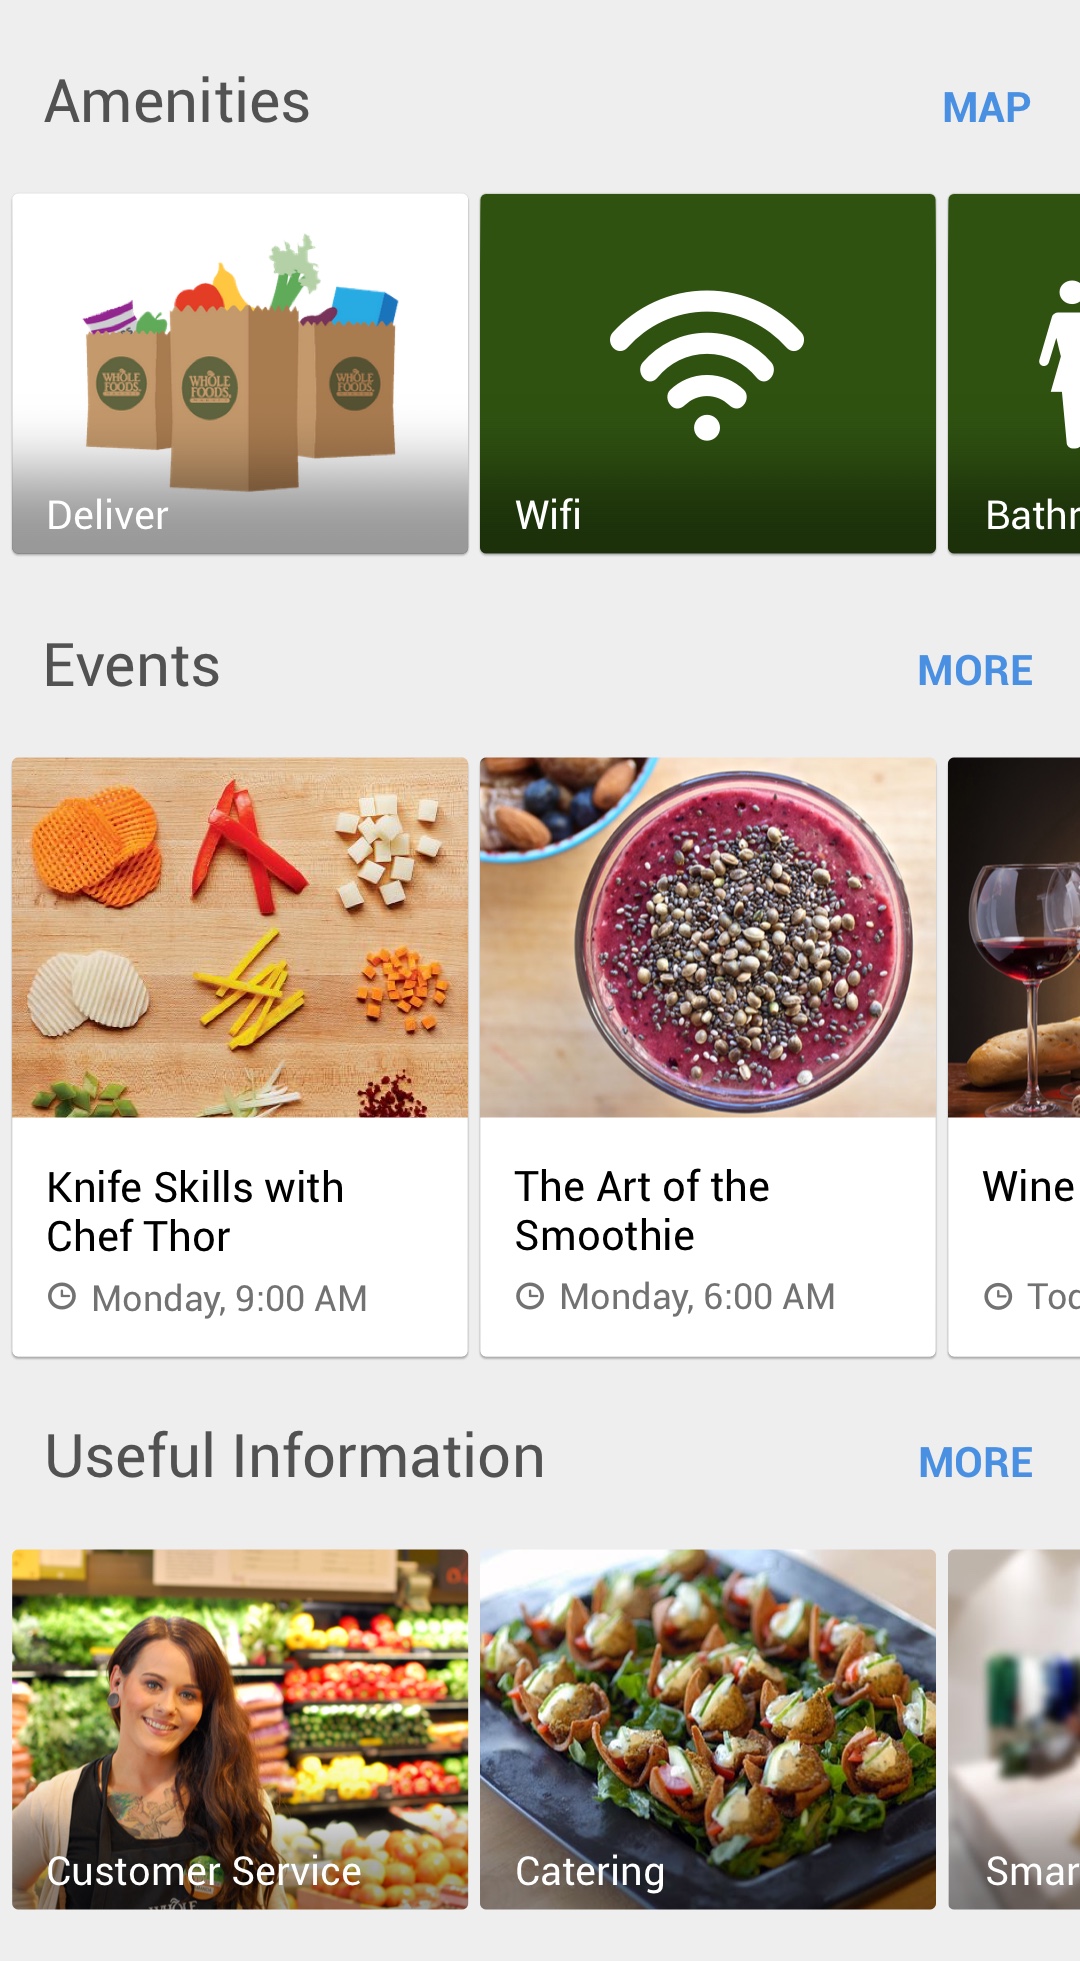 Amenities
MAP
WHOLE
FOODS
WHOLE
FOODS
WHOLE
FOODS
Deliver
Wifi
Bathr
Events
MORE
Knife Skills with
Chef Thor
Monday, 9:00 AM
The Art of the
Smoothie
Monday, 6:00 AM
Wine
Tod
Useful Information
MORE
Customer Service
WHOLE
Catering
Smar